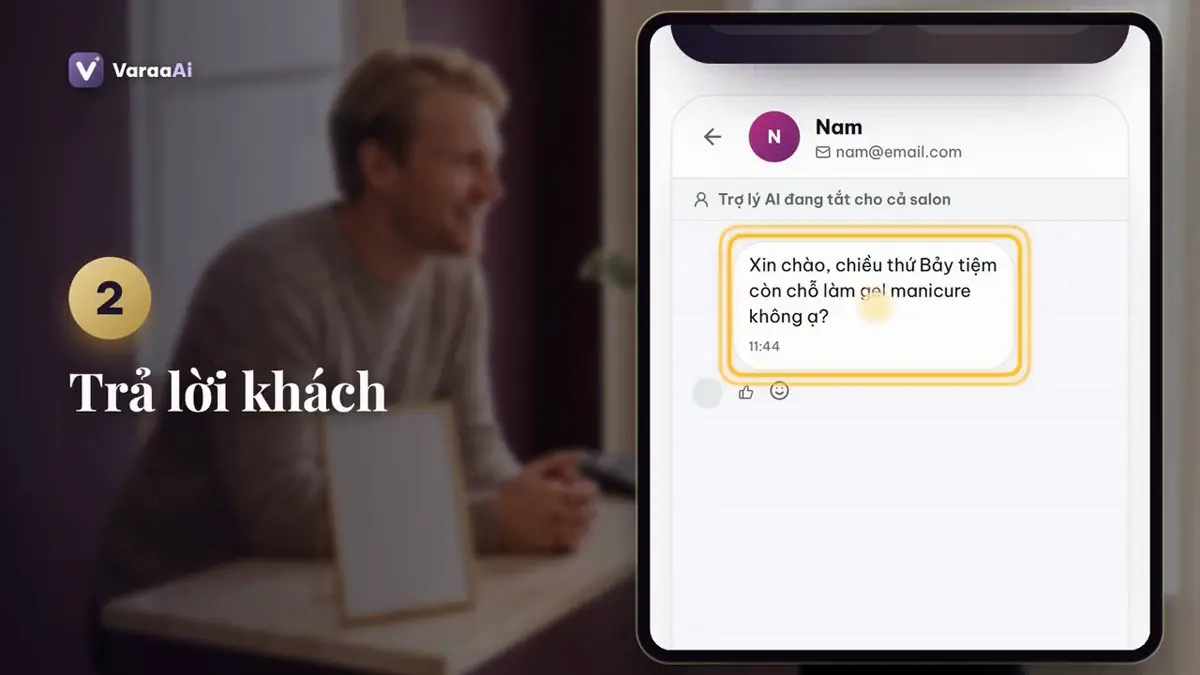 VaraaAi
2
Trả lời khách
N
Nam
nam@email.com
Trợ lý AI đang tắt cho cả salon
Xin chào, chiều thứ Bảy tiệm
còn chỗ làm gel manicure
không ạ?
11:44